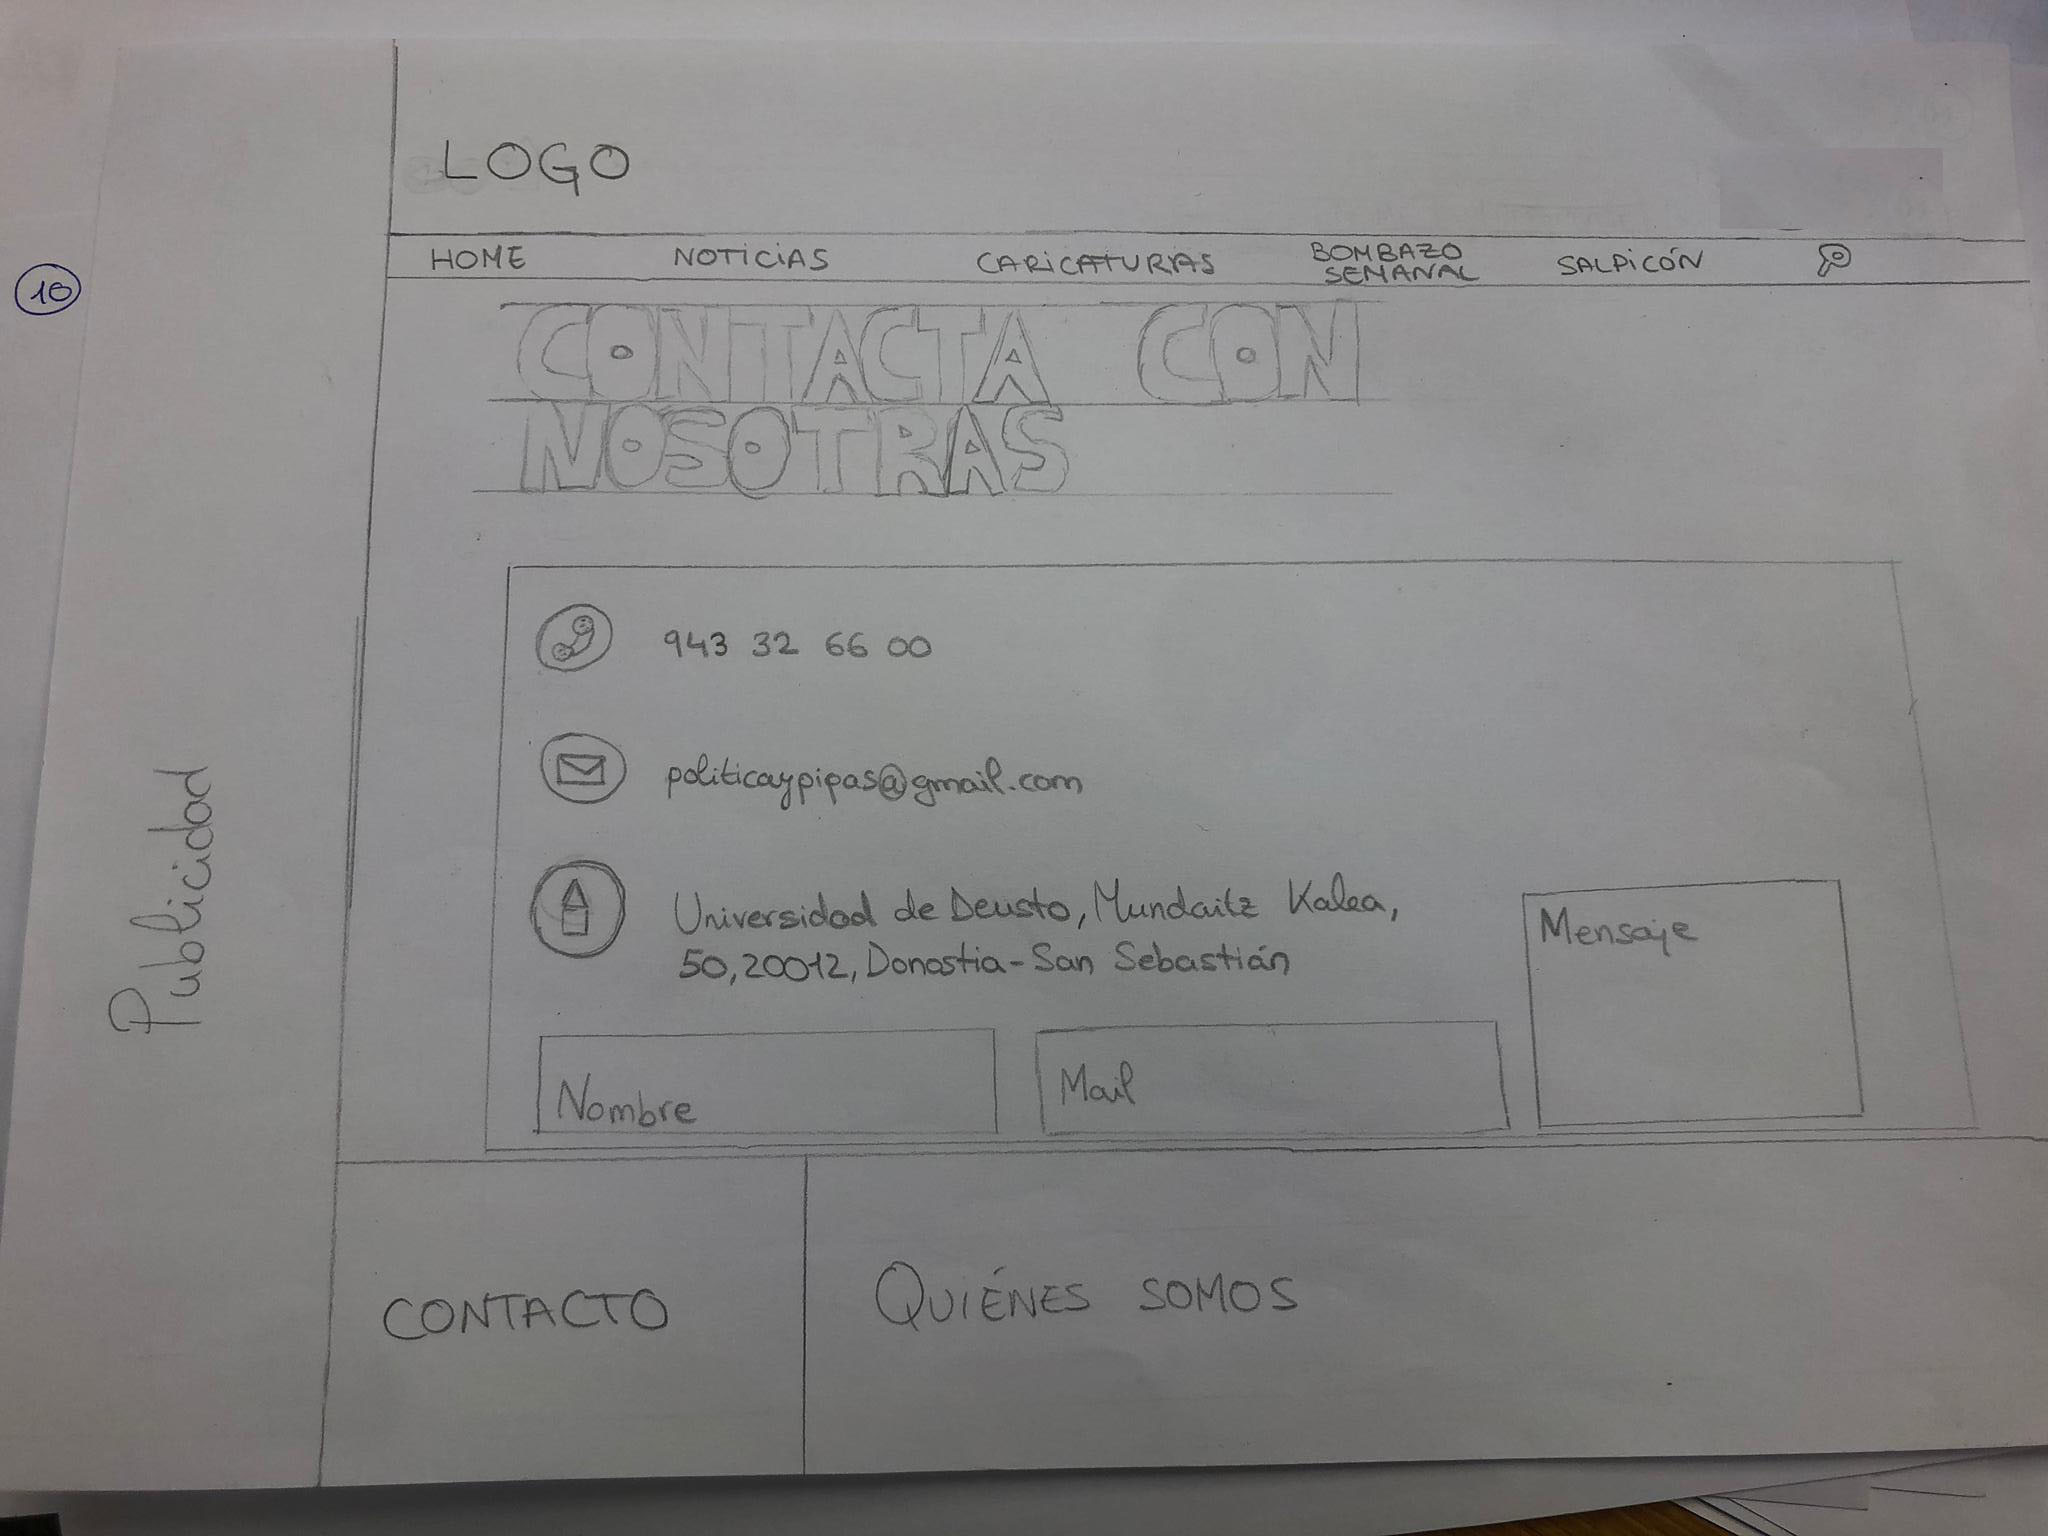 LOGO
HOME NOTICIAS CARICATURAS BOMBAZO SEMANAL SALPICÓN
10
CONTACTA CON
NOSOTRAS
943 32 66 00
politicaypipas@gmail.com
Universidad de Deusto, Mundaitz Kalea,
50, 20012, Donostia-San Sebastián
Mensaje
Nombre
Mail
Publicidad
CONTACTO
QUIÉNES SOMOS